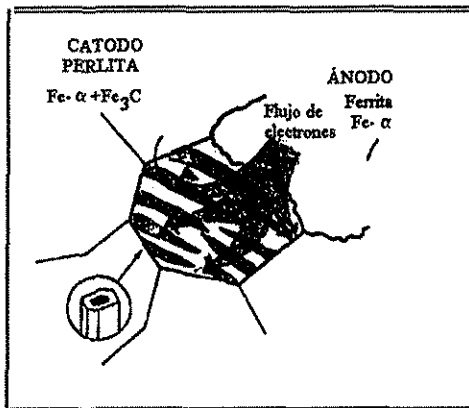 CATODO
PERLITA
Fe- α +Fe₃C
ÁNODO
Ferrita
Fe- α
Flujo de
electrones